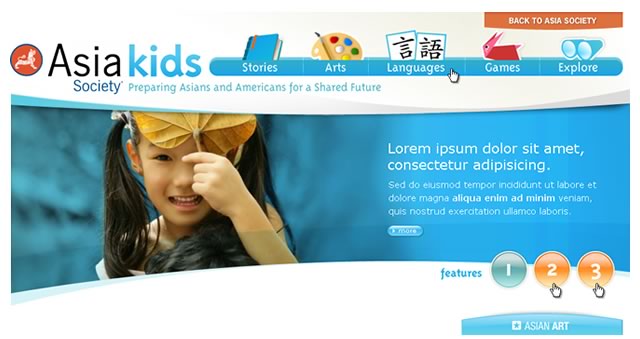 BACK TO ASIA SOCIETY
Asia kids
Society
Preparing Asians and Americans for a Shared Future
言語
Stories
Arts
Languages
Games
Explore
Lorem ipsum dolor sit amet,
consectetur adipisicing.
Sed do eiusmod tempor incididunt ut labore et
dolore magna aliqua enim ad minim veniam,
quis nostrud exercitation ullamco laboris.
more
features 1 2 3
ASIAN ART